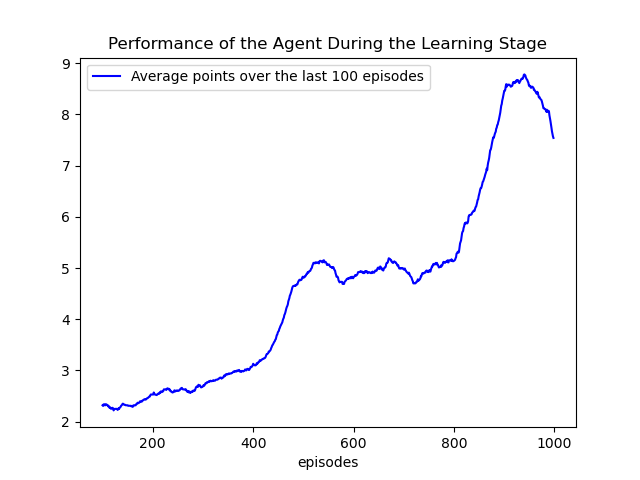 Performance of the Agent During the Learning Stage
Average points over the last 100 episodes
9
8
7
6
5
4
3
2
200 400 600 800 1000
episodes